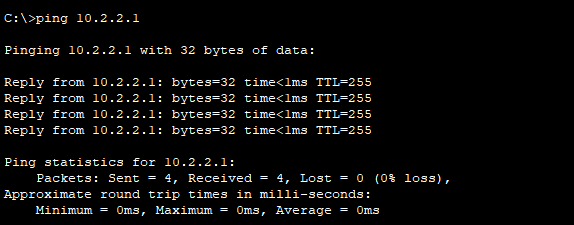 C:\>ping 10.2.2.1
Pinging 10.2.2.1 with 32 bytes of data:
Reply from 10.2.2.1: bytes=32 time<1ms TTL=255
Reply from 10.2.2.1: bytes=32 time<1ms TTL=255
Reply from 10.2.2.1: bytes=32 time<1ms TTL=255
Reply from 10.2.2.1: bytes=32 time<1ms TTL=255
Ping statistics for 10.2.2.1:
    Packets: Sent = 4, Received = 4, Lost = 0 (0% loss),
Approximate round trip times in milli-seconds:
    Minimum = 0ms, Maximum = 0ms, Average = 0ms